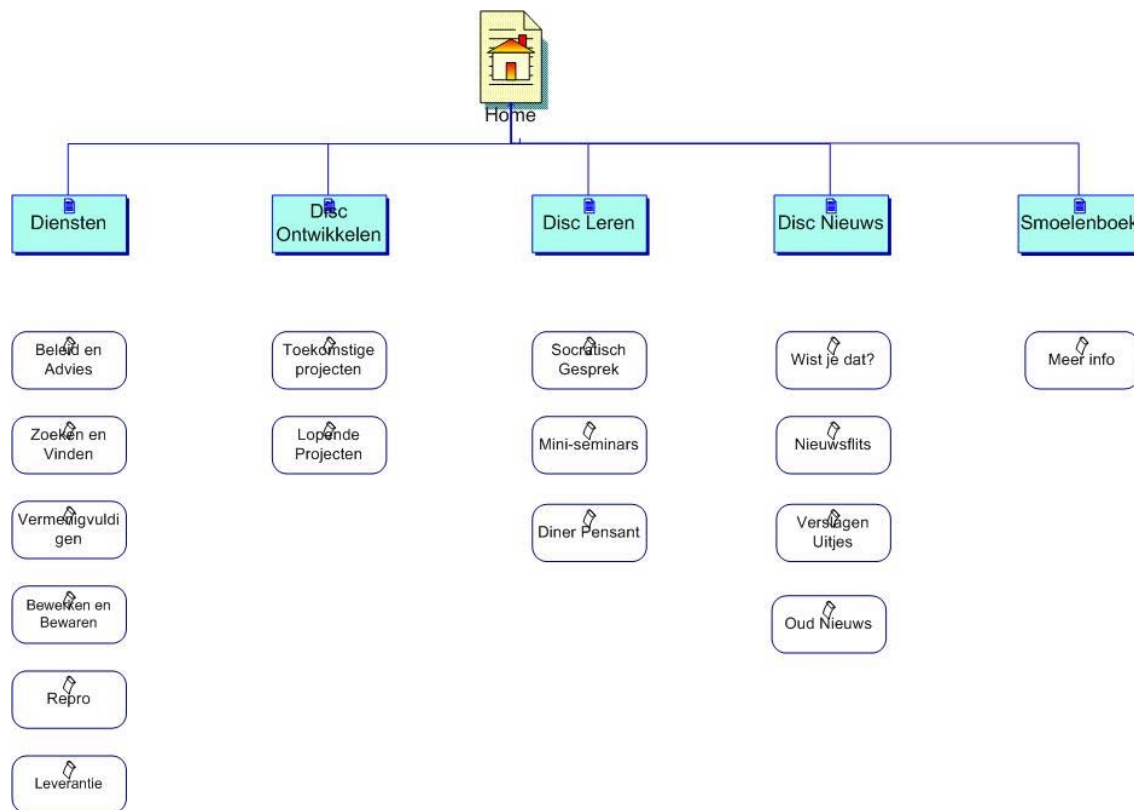 Home
Diensten
Disc
Ontwikkelen
Disc Leren
Disc Nieuws
Smoelenboek
Beleid en
Advies
Toekomstige
projecten
Socratisch
Gesprek
Wist je dat?
Meer info
Zoeken en
Vinden
Lopende
Projecten
Mini-seminars
Nieuwsflits
Vermenigvuldi
gen
Diner Pensant
Verslagen
Uitjes
Bewerken en
Bewaren
Oud Nieuws
Repro
Leverantie